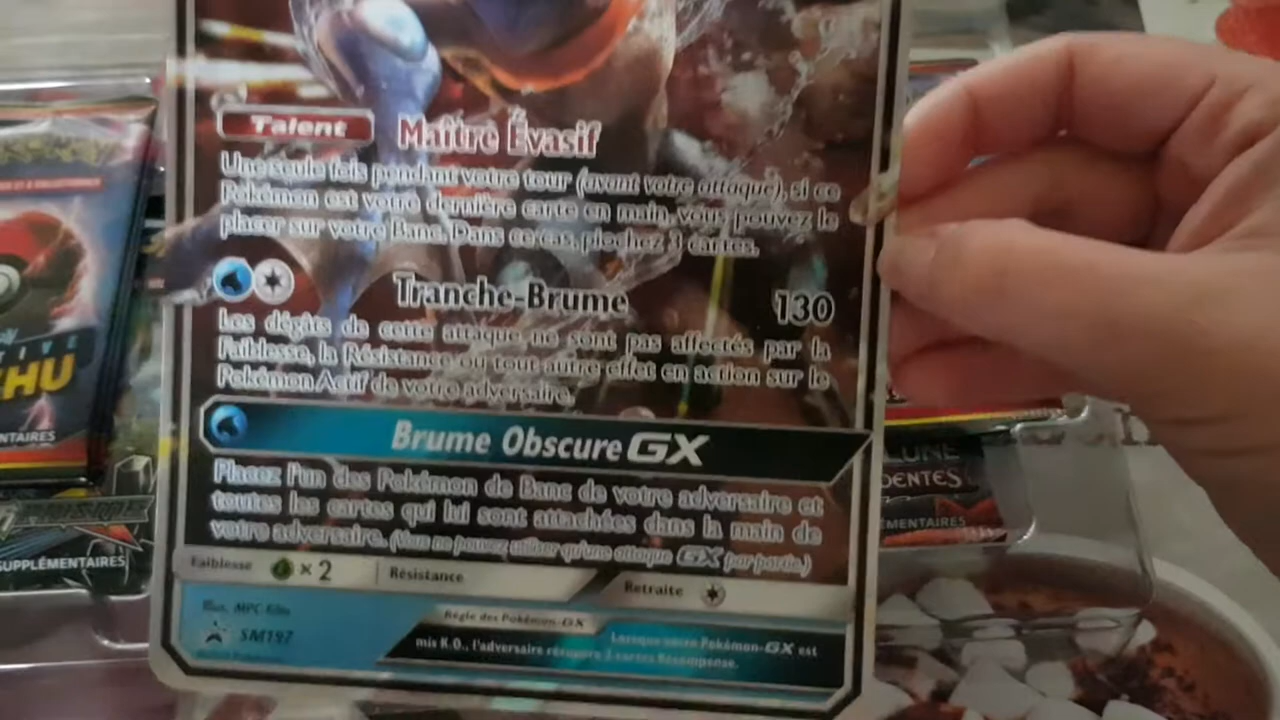 Talent Maître Évasif
Une seule fois pendant votre tour (avant votre attaque), si ce
Pokémon est votre dernière carte en main, vous pouvez le
placer sur votre Banc. Dans ce cas, piochez 3 cartes.
Tranche-Brume 130
Les dégâts de cette attaque ne sont pas affectés par la
Faiblesse, la Résistance ou tout autre effet en action sur le
Pokémon Actif de votre adversaire.
Brume Obscure GX
Placez l'un des Pokémon de Banc de votre adversaire et
toutes les cartes qui lui sont attachées dans la main de
votre adversaire. (Vous ne pouvez utiliser qu'une attaque GX par partie.)
Faiblesse ×2 Résistance Retraite
Illus. MPC Film
SM197
Règle des Pokémon-GX
Lorsque votre Pokémon-GX est
mis K.O., l'adversaire récupère 2 cartes Récompense.
HU
NTAIRES
SUPPLÉMENTAIRES
LUNE
DENTES
ÉMENTAIRES